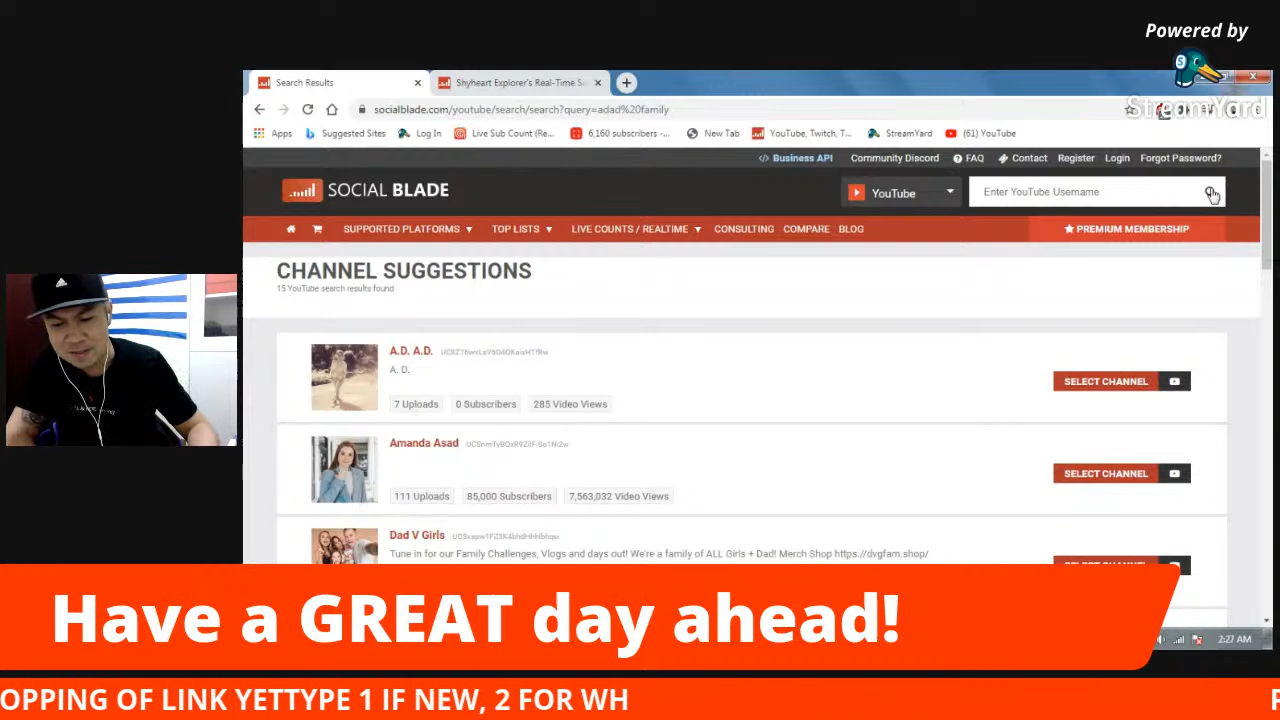 Powered by
StreamYard
Search Results
Shyheart Explorer's Real-Time S
socialblade.com/youtube/search/search?query=adad%20family
Apps Suggested Sites Log In Live Sub Count (Re... 6,160 subscribers -... New Tab YouTube, Twitch, T... StreamYard (61) YouTube
Business API Community Discord FAQ Contact Register Login Forgot Password?
SOCIAL BLADE YouTube Enter YouTube Username
SUPPORTED PLATFORMS TOP LISTS LIVE COUNTS / REALTIME CONSULTING COMPARE BLOG PREMIUM MEMBERSHIP
CHANNEL SUGGESTIONS
15 YouTube search results found
A.D. A.D.
A. D.
SELECT CHANNEL
7 Uploads 0 Subscribers 285 Video Views
Amanda Asad
SELECT CHANNEL
111 Uploads 85,000 Subscribers 7,563,032 Video Views
Dad V Girls
Tune in for our Family Challenges, Vlogs and days out! We're a family of ALL Girls + Dad! Merch Shop https://dvgfam.shop/
Have a GREAT day ahead!
2:27 AM
OPPING OF LINK YETTYPE 1 IF NEW, 2 FOR WH